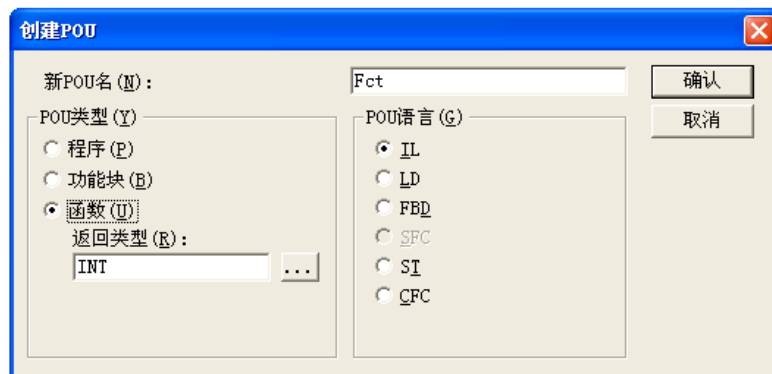 创建POU
新POU名(N):
Fct
确认
取消
POU类型(Y)
程序(P)
功能块(B)
函数(U)
返回类型(R):
INT
...
POU语言(G)
IL
LD
FBD
SFC
ST
CFC